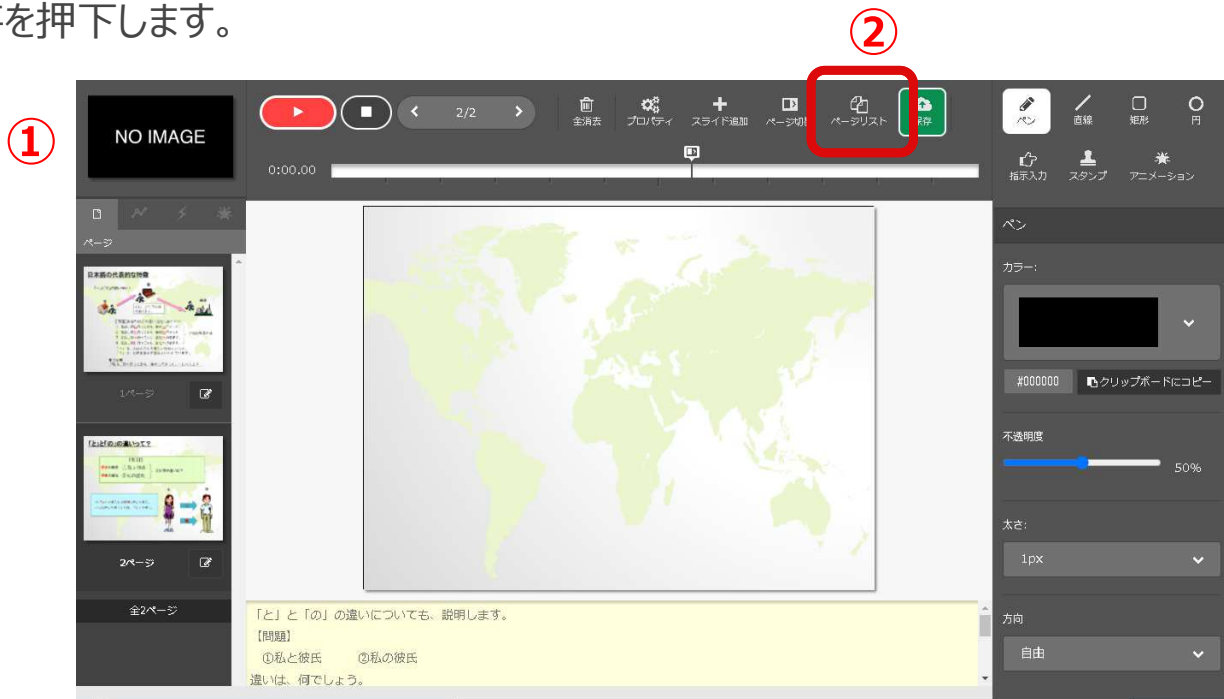 を押下します。
②
①
NO IMAGE
2/2
全消去
プロパティ
スライド追加
ページリスト
保存
0:00.00
ペン
直線
矩形
円
指示入力
スタンプ
アニメーション
ページ
日本語の代表的な特徴
1ページ
「と」と「の」の違いって?
2ページ
全2ページ
「と」と「の」の違いについても、説明します。
【問題】
①私と彼氏 ②私の彼氏
違いは、何でしょう。
ペン
カラー:
#000000
クリップボードにコピー
不透明度
50%
太さ:
1px
方向
自由